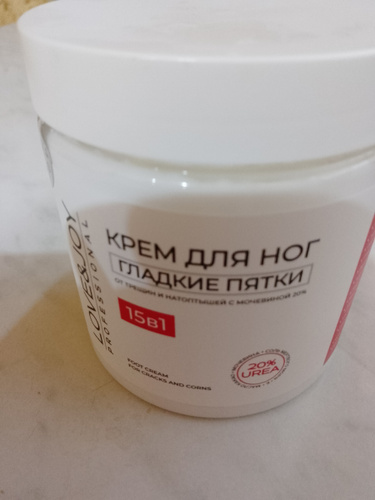 LOVE&JOY
PROFESSIONAL
КРЕМ ДЛЯ НОГ
ГЛАДКИЕ ПЯТКИ
ОТ ТРЕЩИН И НАТОПТЫШЕЙ С МОЧЕВИНОЙ 20%
15в1
FOOT CREAM
FOR CRACKS AND CORNS
20%
UREA